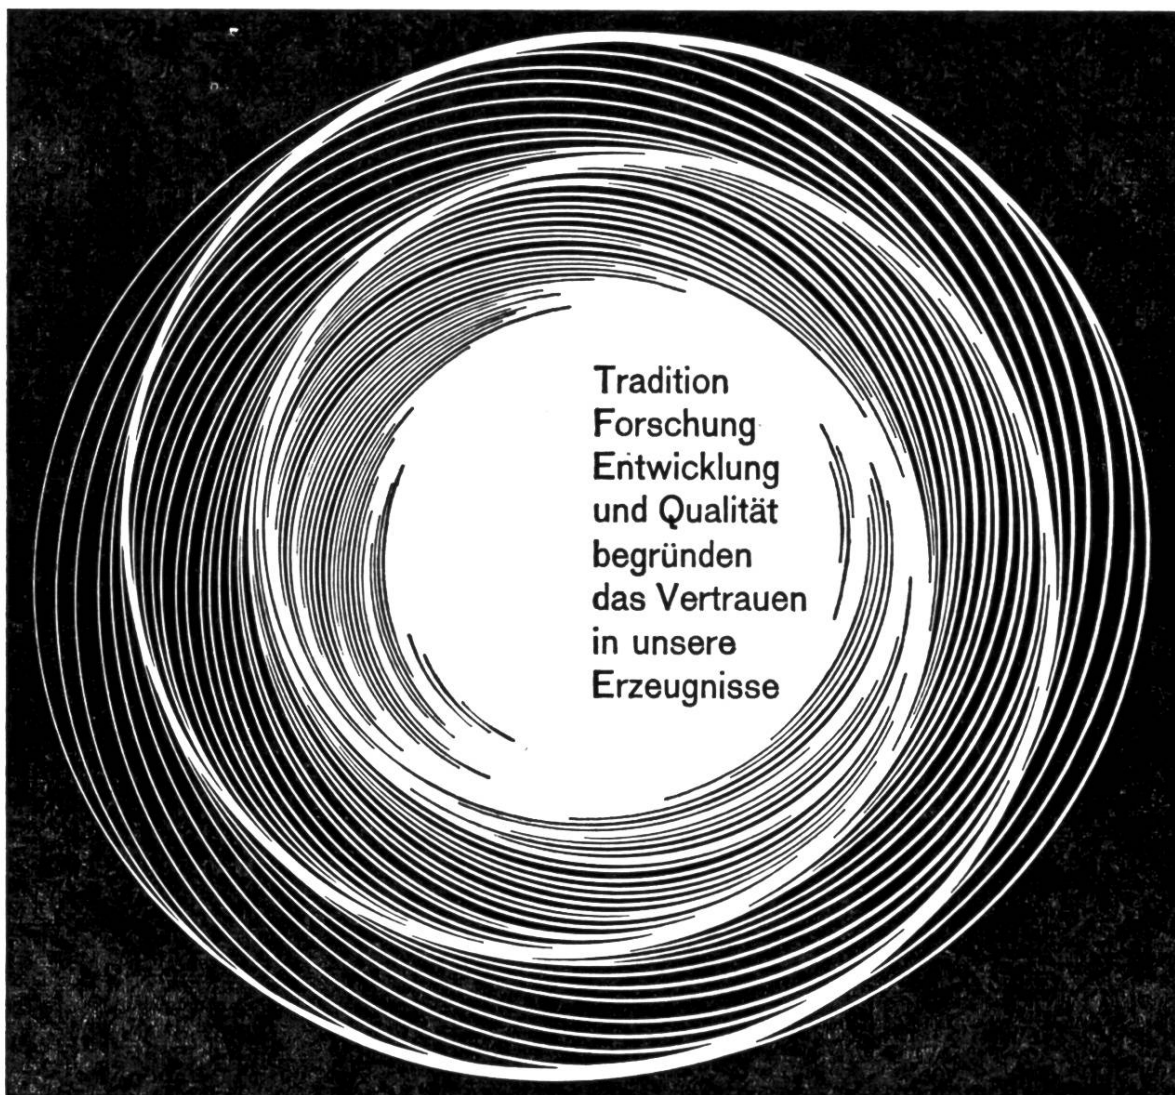 Tradition
Forschung
Entwicklung
und Qualität
begründen
das Vertrauen
in unsere
Erzeugnisse